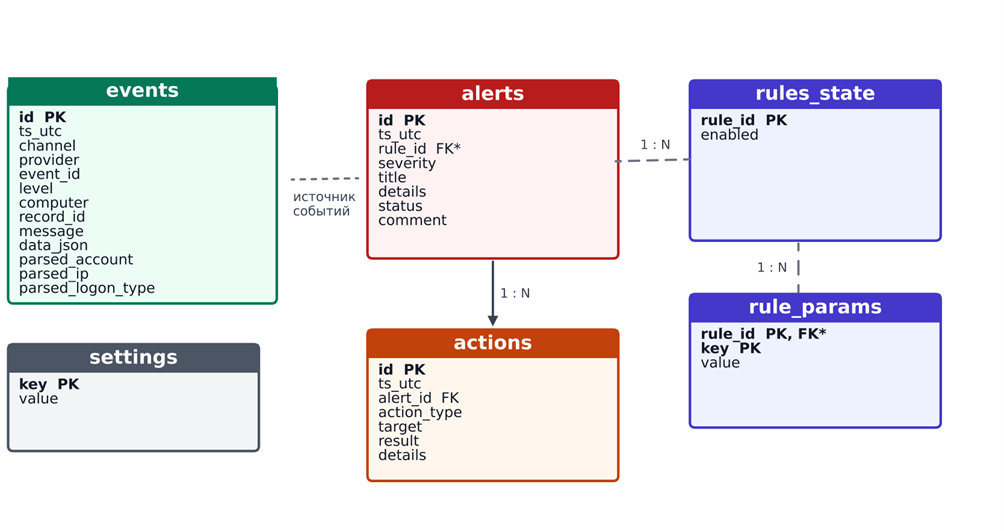 events
id PK
ts_utc
channel
provider
event_id
level
computer
record_id
message
data_json
parsed_account
parsed_ip
parsed_logon_type
источник
событий
alerts
id PK
ts_utc
rule_id FK*
severity
title
details
status
comment
1 : N
rules_state
rule_id PK
enabled
1 : N
rule_params
rule_id PK, FK*
key PK
value
1 : N
actions
id PK
ts_utc
alert_id FK
action_type
target
result
details
settings
key PK
value